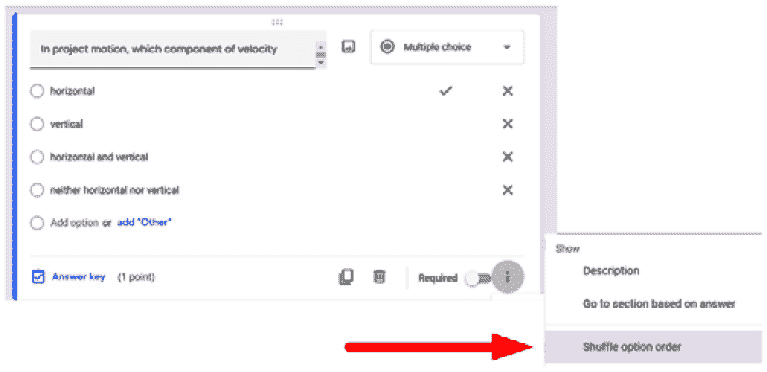 In project motion, which component of velocity
Multiple choice
horizontal
vertical
horizontal and vertical
neither horizontal nor vertical
Add option or add "Other"
Answer key (1 point)
Required
Show
Description
Go to section based on answer
Shuffle option order